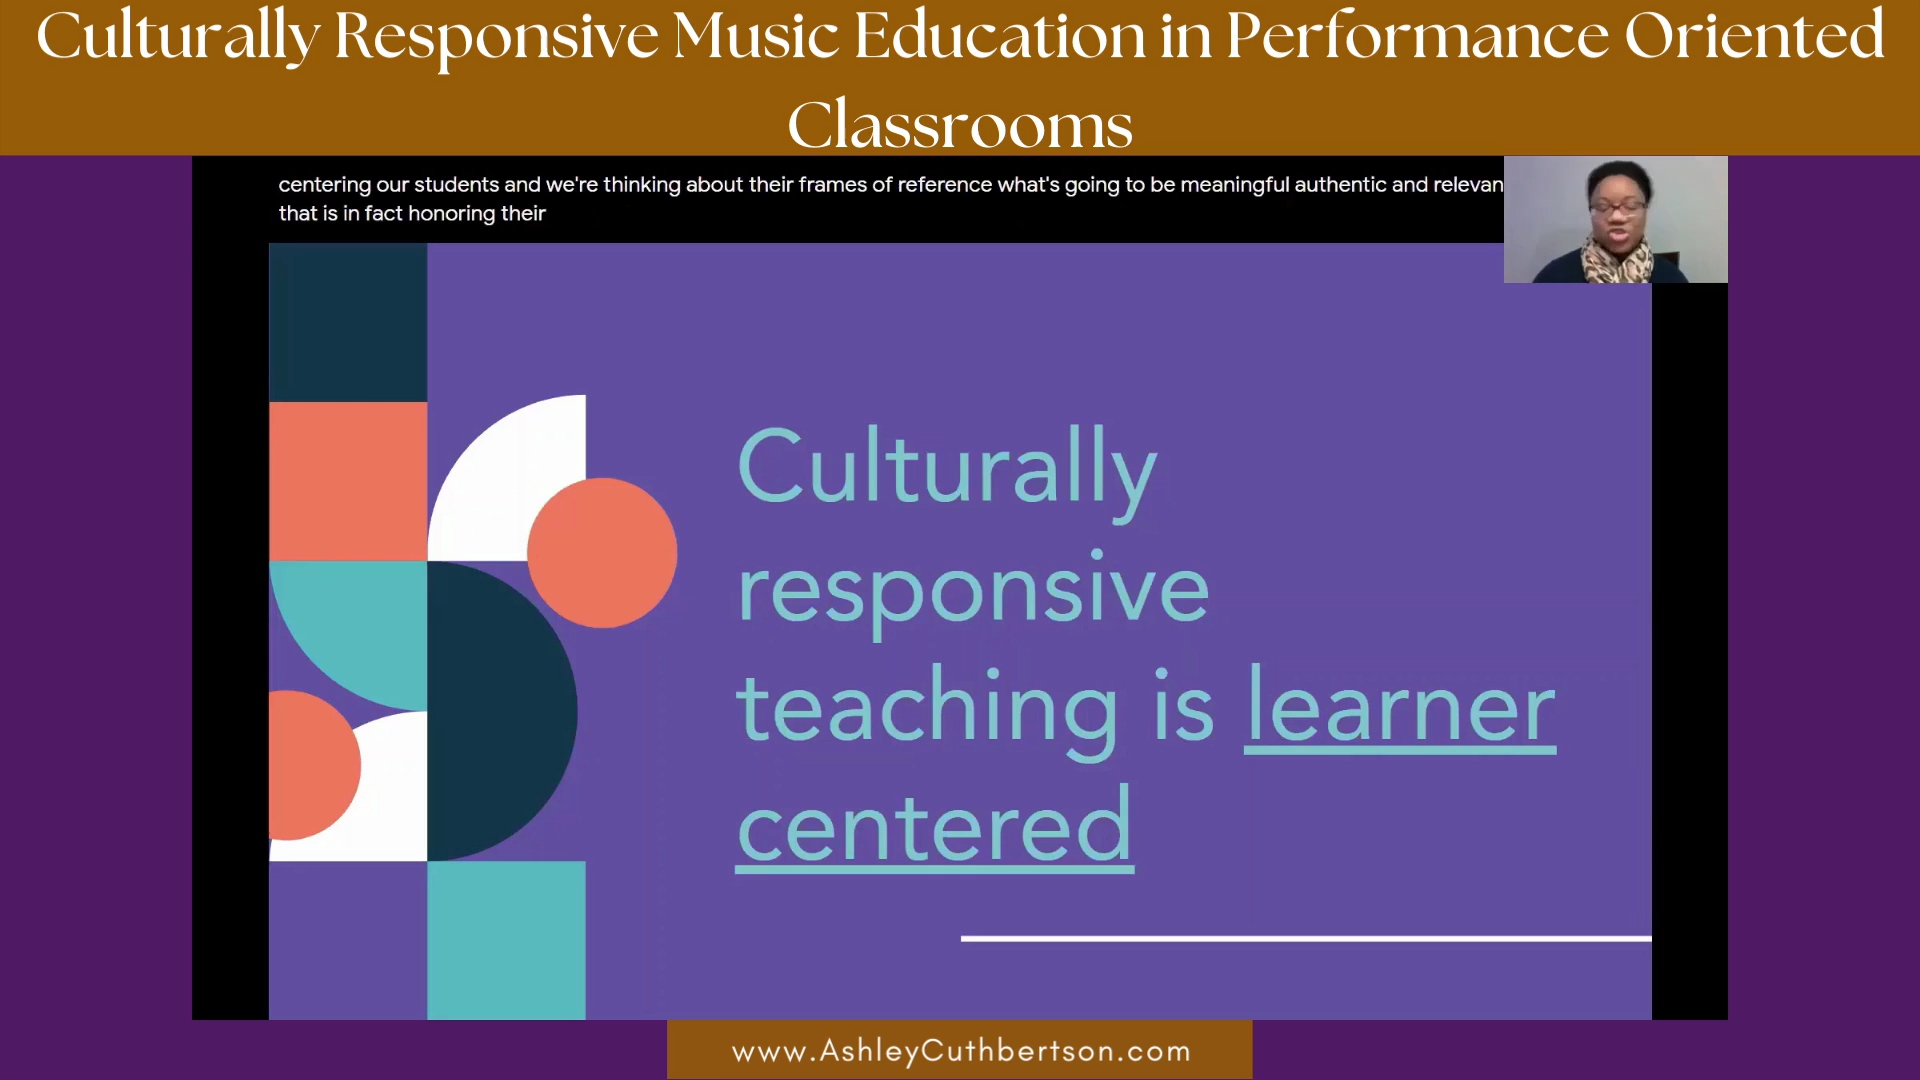 Culturally Responsive Music Education in Performance Oriented
Classrooms
centering our students and we're thinking about their frames of reference what's going to be meaningful authentic and relevan
that is in fact honoring their
Culturally
responsive
teaching is learner
centered
www.AshleyCuthbertson.com